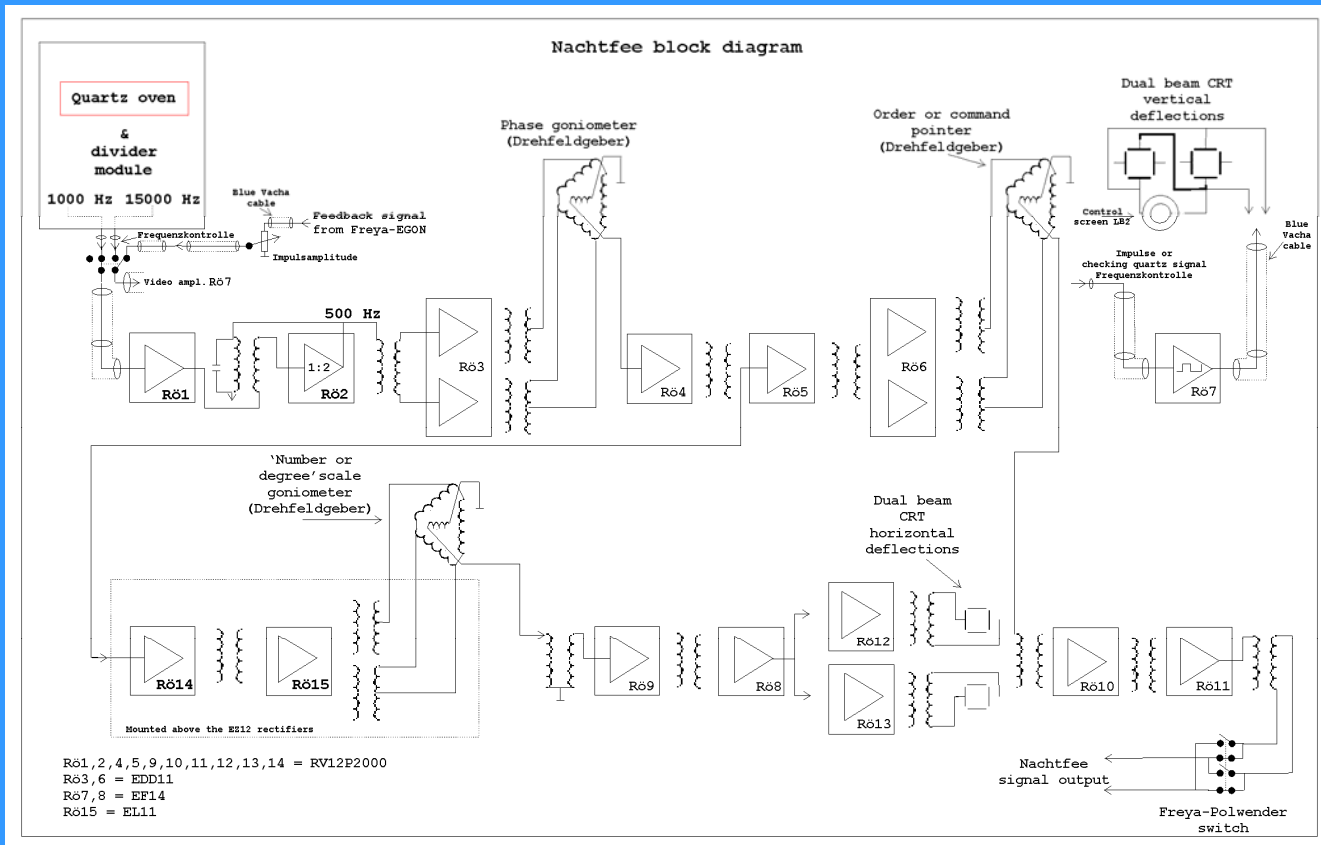 Nachtfee block diagram
Quartz oven
&
divider
module
1000 Hz 15000 Hz
Blue Vacha
cable
Feedback signal
from Freya-EGON
Frequenzkontrolle
Impulsamplitude
Video ampl. Rö7
Phase goniometer
(Drehfeldgeber)
Order or command
pointer
(Drehfeldgeber)
Dual beam CRT
vertical
deflections
Control
screen LB2
Blue
Vacha
cable
Impulse or
checking quartz signal
Frequenzkontrolle
500 Hz
1:2
Rö1
Rö2
Rö3
Rö4
Rö5
Rö6
Rö7
‘Number or
degree’scale
goniometer
(Drehfeldgeber)
Dual beam
CRT
horizontal
deflections
Rö14
Rö15
Mounted above the EZ12 rectifiers
Rö9
Rö8
Rö12
Rö13
Rö10
Rö11
Rö1,2,4,5,9,10,11,12,13,14 = RV12P2000
Rö3,6 = EDD11
Rö7,8 = EF14
Rö15 = EL11
Nachtfee
signal output
Freya-Polwender
switch